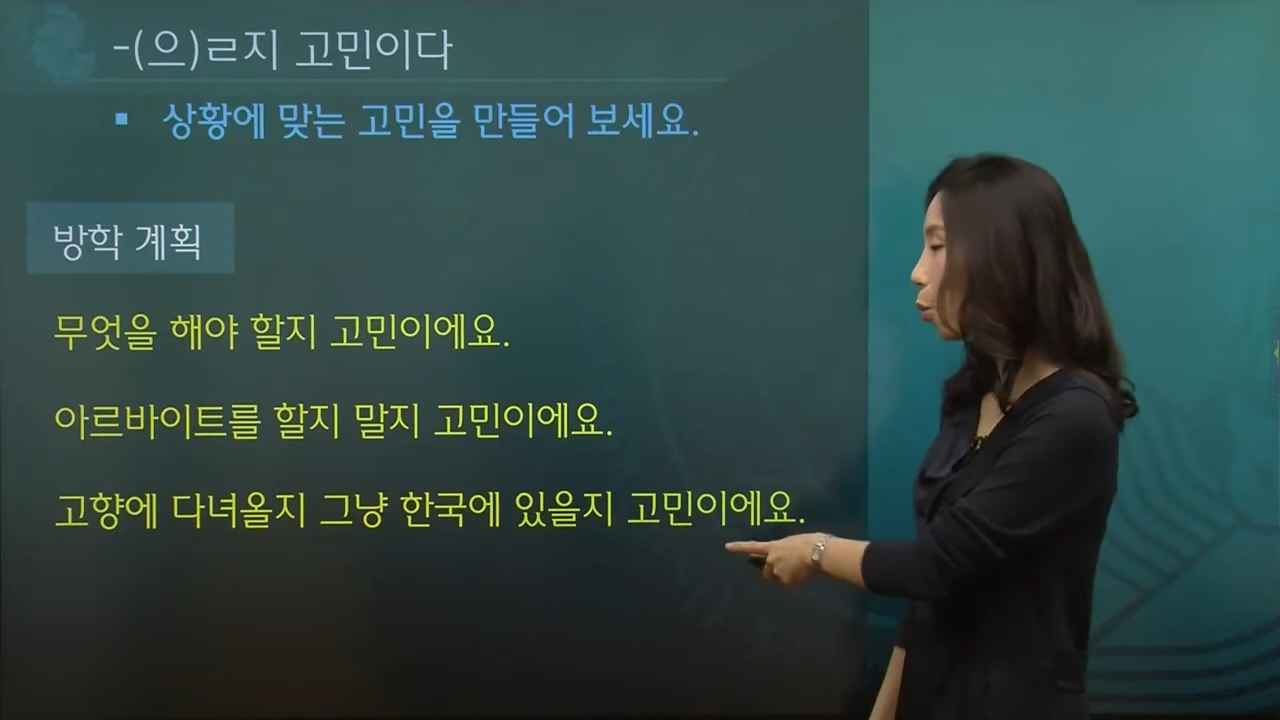 -(으)ㄹ지 고민이다
▪ 상황에 맞는 고민을 만들어 보세요.
방학 계획
무엇을 해야 할지 고민이에요.
아르바이트를 할지 말지 고민이에요.
고향에 다녀올지 그냥 한국에 있을지 고민이에요.